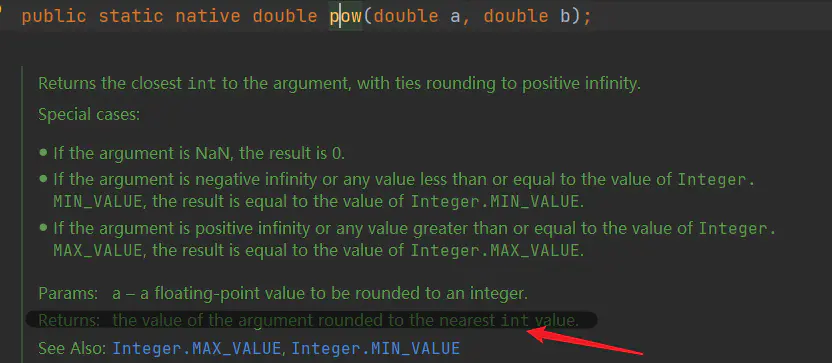 public static native double pow(double a, double b);
Returns the closest int to the argument, with ties rounding to positive infinity.
Special cases:
• If the argument is NaN, the result is 0.
• If the argument is negative infinity or any value less than or equal to the value of Integer.
MIN_VALUE, the result is equal to the value of Integer.MIN_VALUE.
• If the argument is positive infinity or any value greater than or equal to the value of Integer.
MAX_VALUE, the result is equal to the value of Integer.MAX_VALUE.
Params: a – a floating-point value to be rounded to an integer.
Returns: the value of the argument rounded to the nearest int value.
See Also: Integer.MAX_VALUE, Integer.MIN_VALUE